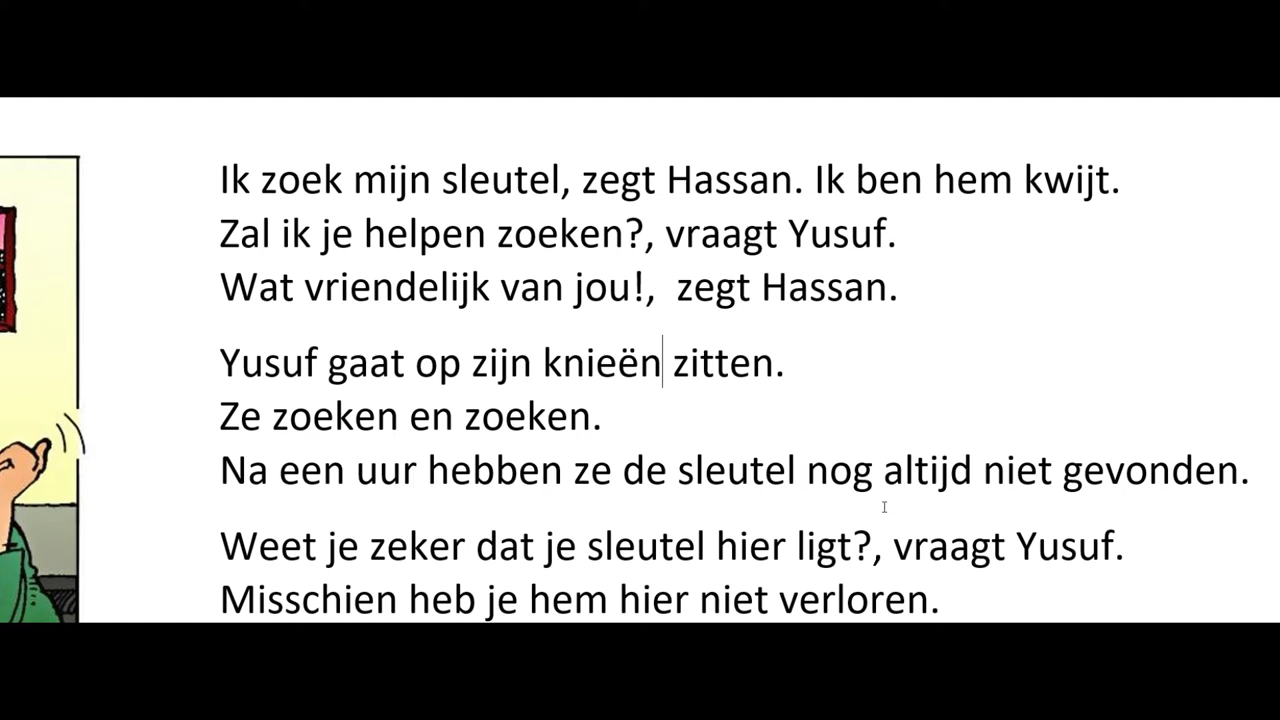 Ik zoek mijn sleutel, zegt Hassan. Ik ben hem kwijt.
Zal ik je helpen zoeken?, vraagt Yusuf.
Wat vriendelijk van jou!,  zegt Hassan.
Yusuf gaat op zijn knieën zitten.
Ze zoeken en zoeken.
Na een uur hebben ze de sleutel nog altijd niet gevonden.
Weet je zeker dat je sleutel hier ligt?, vraagt Yusuf.
Misschien heb je hem hier niet verloren.